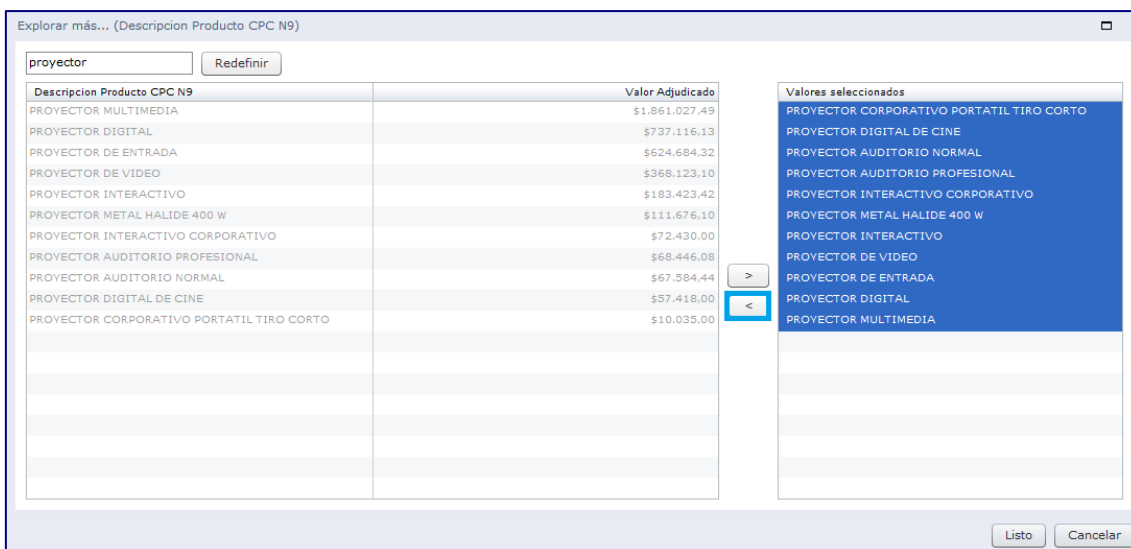 Explorar más... (Descripcion Producto CPC N9)
proyector Redefinir
Descripcion Producto CPC N9 Valor Adjudicado
PROYECTOR MULTIMEDIA $1.861.027,49
PROYECTOR DIGITAL $737.116,13
PROYECTOR DE ENTRADA $624.684,32
PROYECTOR DE VIDEO $368.123,10
PROYECTOR INTERACTIVO $183.423,42
PROYECTOR METAL HALIDE 400 W $111.676,10
PROYECTOR INTERACTIVO CORPORATIVO $72.430,00
PROYECTOR AUDITORIO PROFESIONAL $68.446,08
PROYECTOR AUDITORIO NORMAL $67.584,44
PROYECTOR DIGITAL DE CINE $57.418,00
PROYECTOR CORPORATIVO PORTATIL TIRO CORTO $10.035,00
>
<
Valores seleccionados
PROYECTOR CORPORATIVO PORTATIL TIRO CORTO
PROYECTOR DIGITAL DE CINE
PROYECTOR AUDITORIO NORMAL
PROYECTOR AUDITORIO PROFESIONAL
PROYECTOR INTERACTIVO CORPORATIVO
PROYECTOR METAL HALIDE 400 W
PROYECTOR INTERACTIVO
PROYECTOR DE VIDEO
PROYECTOR DE ENTRADA
PROYECTOR DIGITAL
PROYECTOR MULTIMEDIA
Listo Cancelar